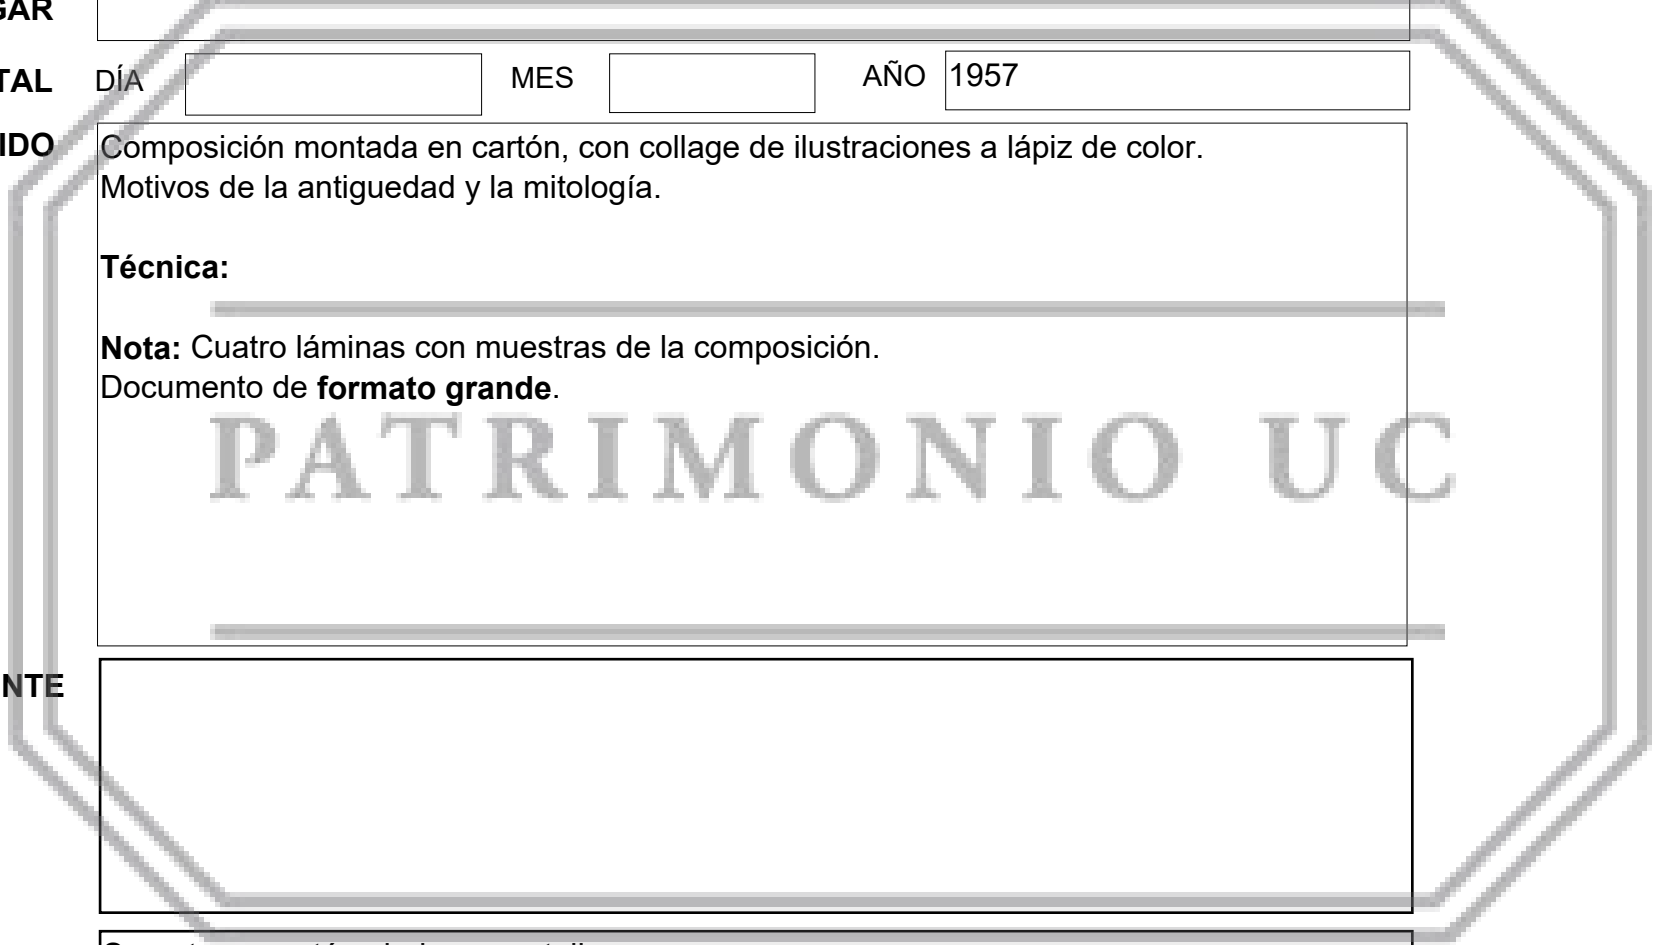 GAR
TAL DÍA MES AÑO 1957
IDO Composición montada en cartón, con collage de ilustraciones a lápiz de color.
Motivos de la antiguedad y la mitología.
Técnica:
Nota: Cuatro láminas con muestras de la composición.
Documento de formato grande.
PATRIMONIO UC
NTE